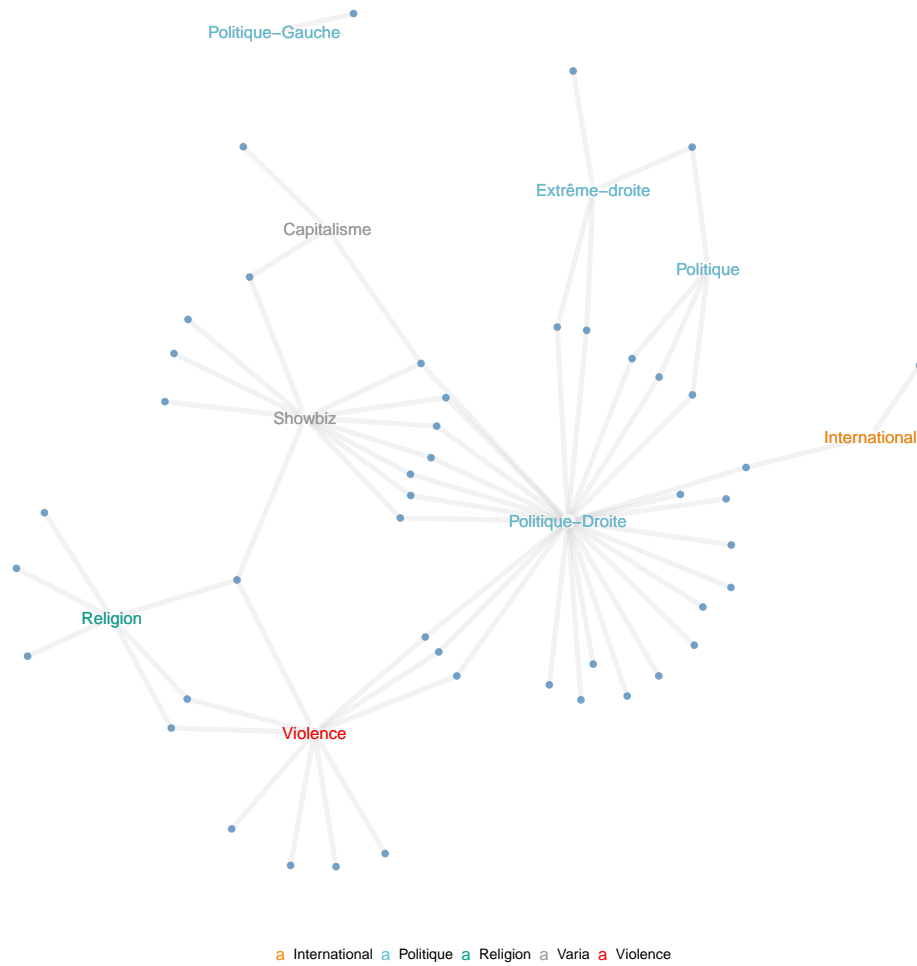 Politique–Gauche
Extrême–droite
Capitalisme
Politique
Showbiz
International
Politique–Droite
Religion
Violence
a International a Politique a Religion a Varia a Violence